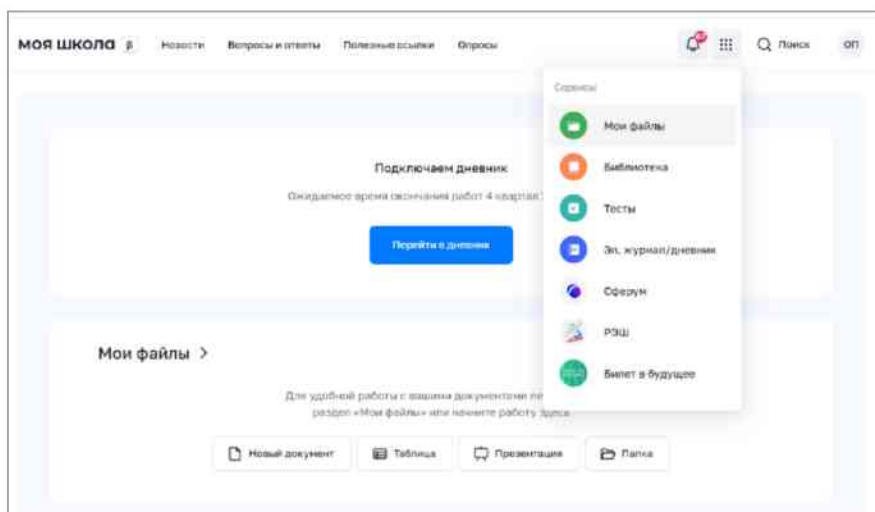 моя школа β Новости Вопросы и ответы Полезные ссылки Опросы Поиск ОП
Сервисы
Мои файлы
Библиотека
Тесты
Эл. журнал/дневник
Сферум
РЭШ
Билет в будущее
Подключаем дневник
Ожидаемое время окончания работ 4 квартал
Перейти в дневник
Мои файлы >
Для удобной работы с вашими документами
раздел «Мои файлы» или начните работу здесь
Новый документ Таблица Презентация Папка